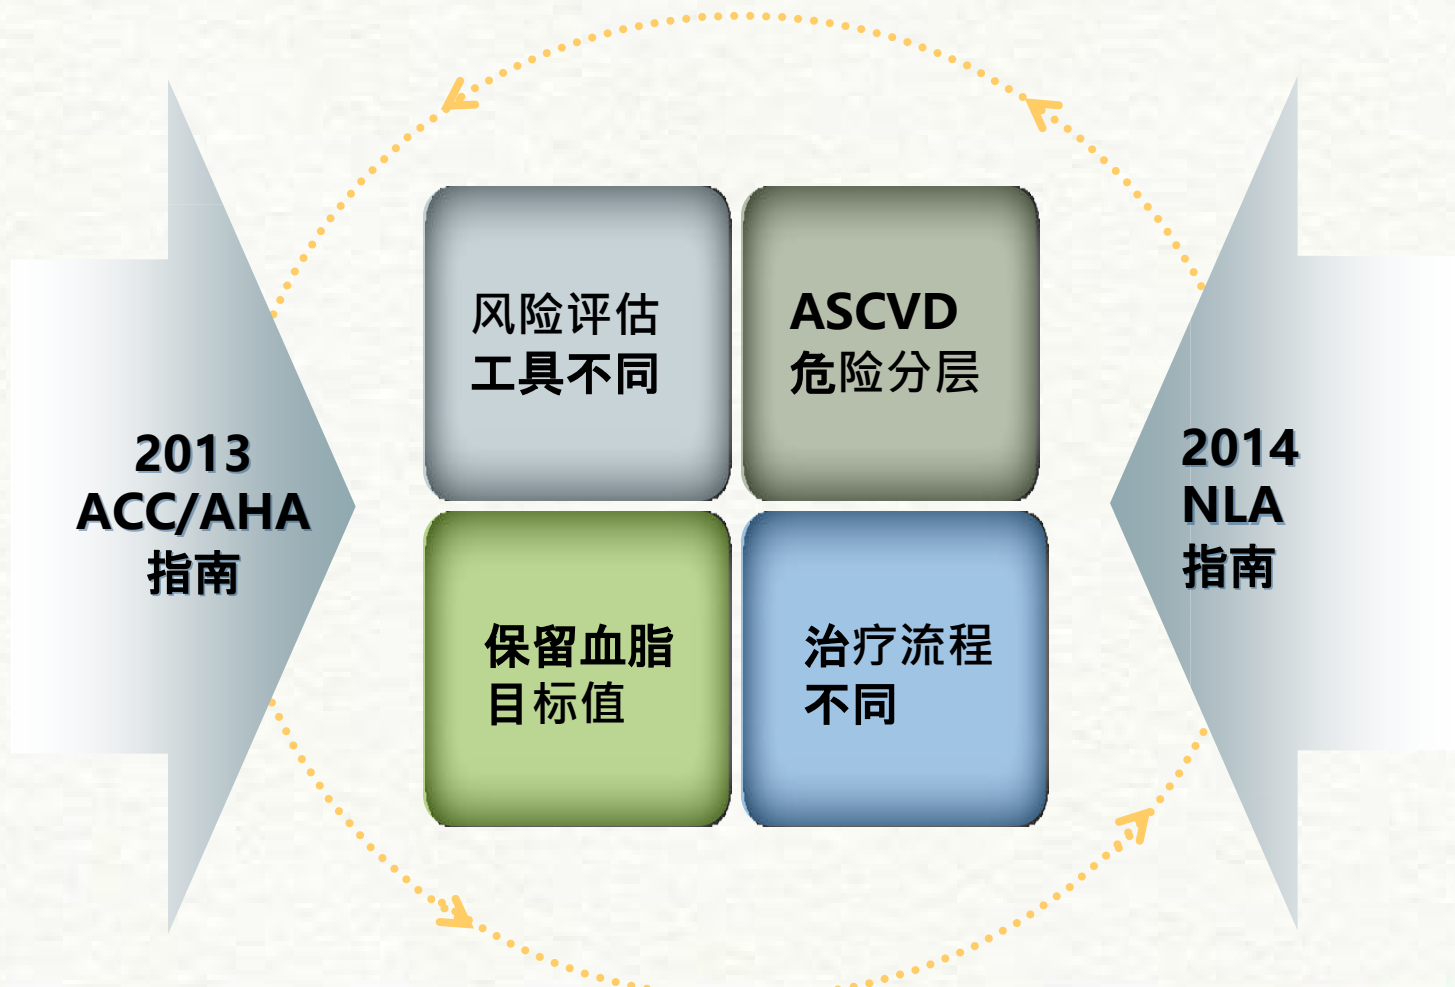 2013
ACC/AHA
指南
风险评估
工具不同
ASCVD
危险分层
保留血脂
目标值
治疗流程
不同
2014
NLA
指南